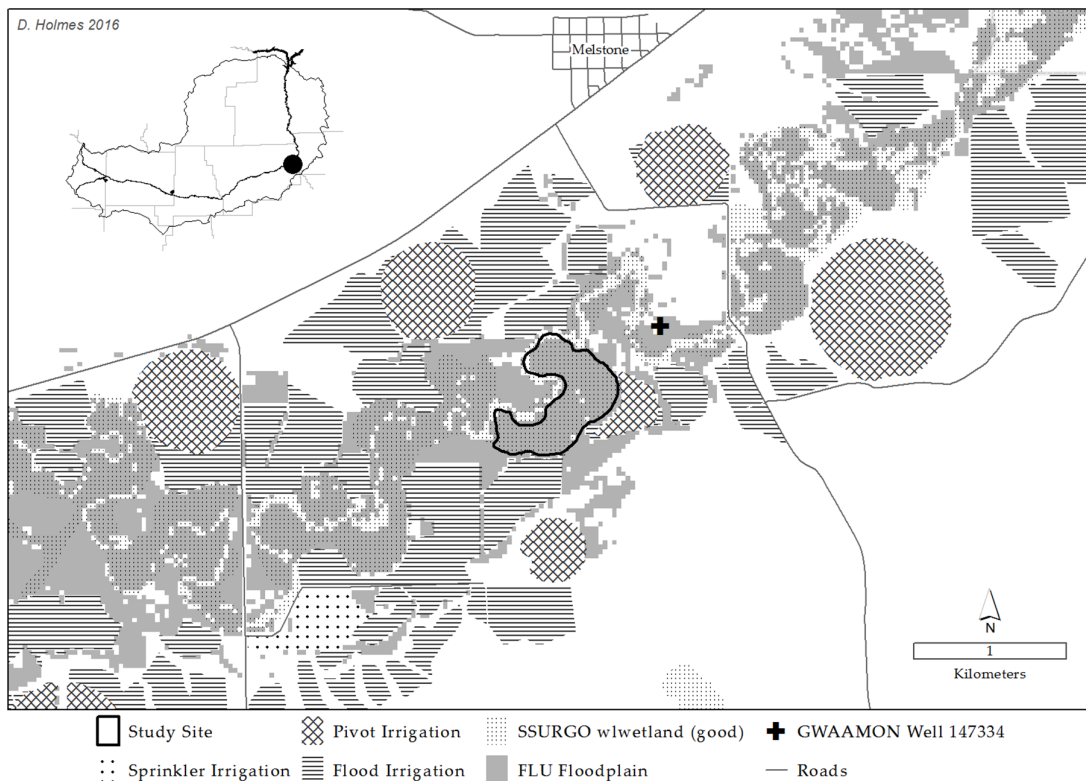 D. Holmes 2016
Melstone
N
1
Kilometers
Study Site
Pivot Irrigation
SSURGO wlwetland (good)
GWAAMON Well 147334
Sprinkler Irrigation
Flood Irrigation
FLU Floodplain
Roads